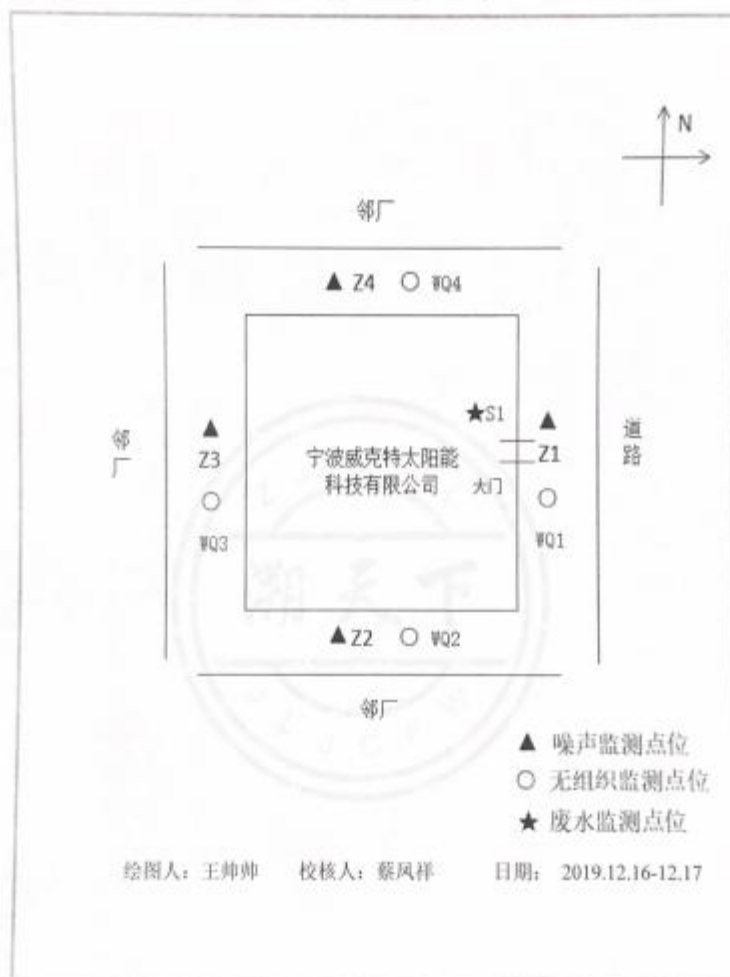 N
邻厂
▲ Z4 ○ WQ4
★S1
邻厂
Z3
宁波威克特太阳能
科技有限公司
大门
Z1
道路
WQ3
WQ1
▲ Z2 ○ WQ2
邻厂
▲ 噪声监测点位
○ 无组织监测点位
★ 废水监测点位
绘图人：王帅帅 校核人：蔡凤祥 日期： 2019.12.16-12.17